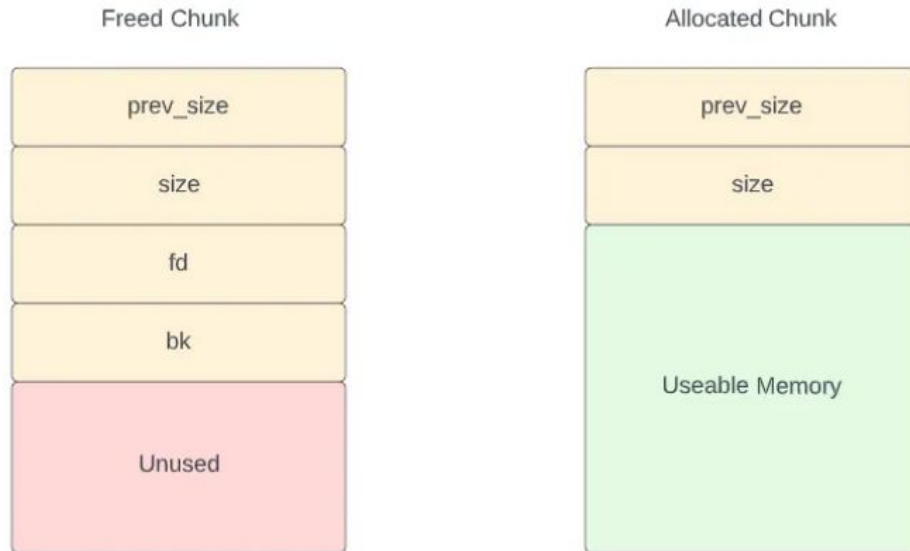 Freed Chunk
Allocated Chunk
prev_size
prev_size
size
size
fd
bk
Useable Memory
Unused